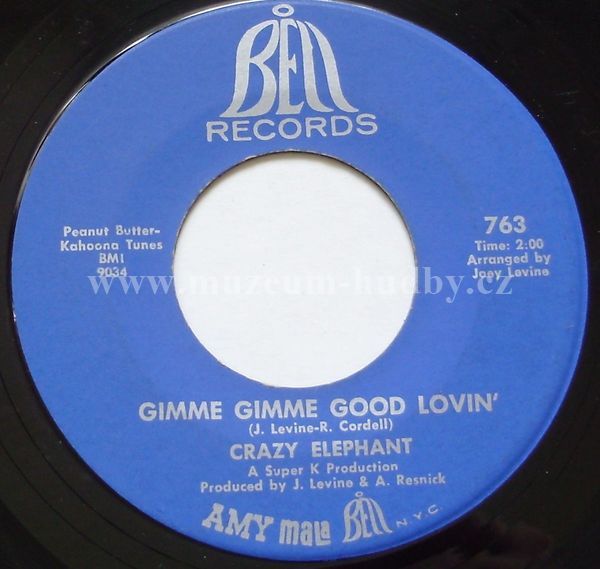 BELL
RECORDS
Peanut Butter-
Kahoona Tunes
BMI
9034
763
Time: 2:00
Arranged by
Joey Levine
www.muzeum-hudby.cz
GIMME GIMME GOOD LOVIN'
(J. Levine-R. Cordell)
CRAZY ELEPHANT
A Super K Production
Produced by J. Levine & A. Resnick
AMY mala BELL N.Y.C.